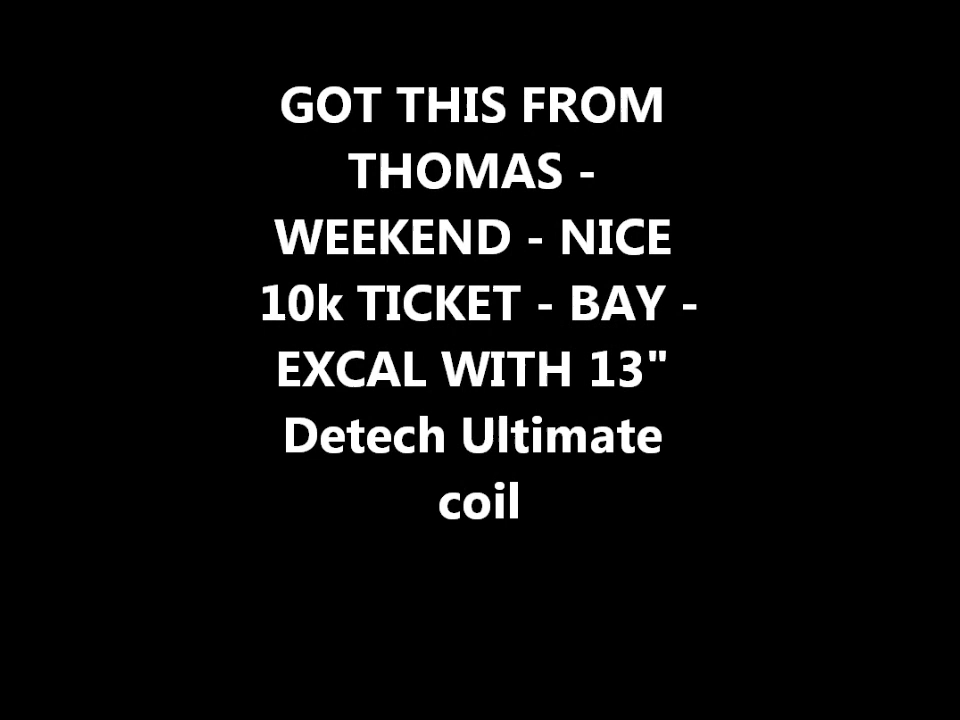 GOT THIS FROM
THOMAS -
WEEKEND - NICE
10k TICKET - BAY -
EXCAL WITH 13"
Detech Ultimate
coil